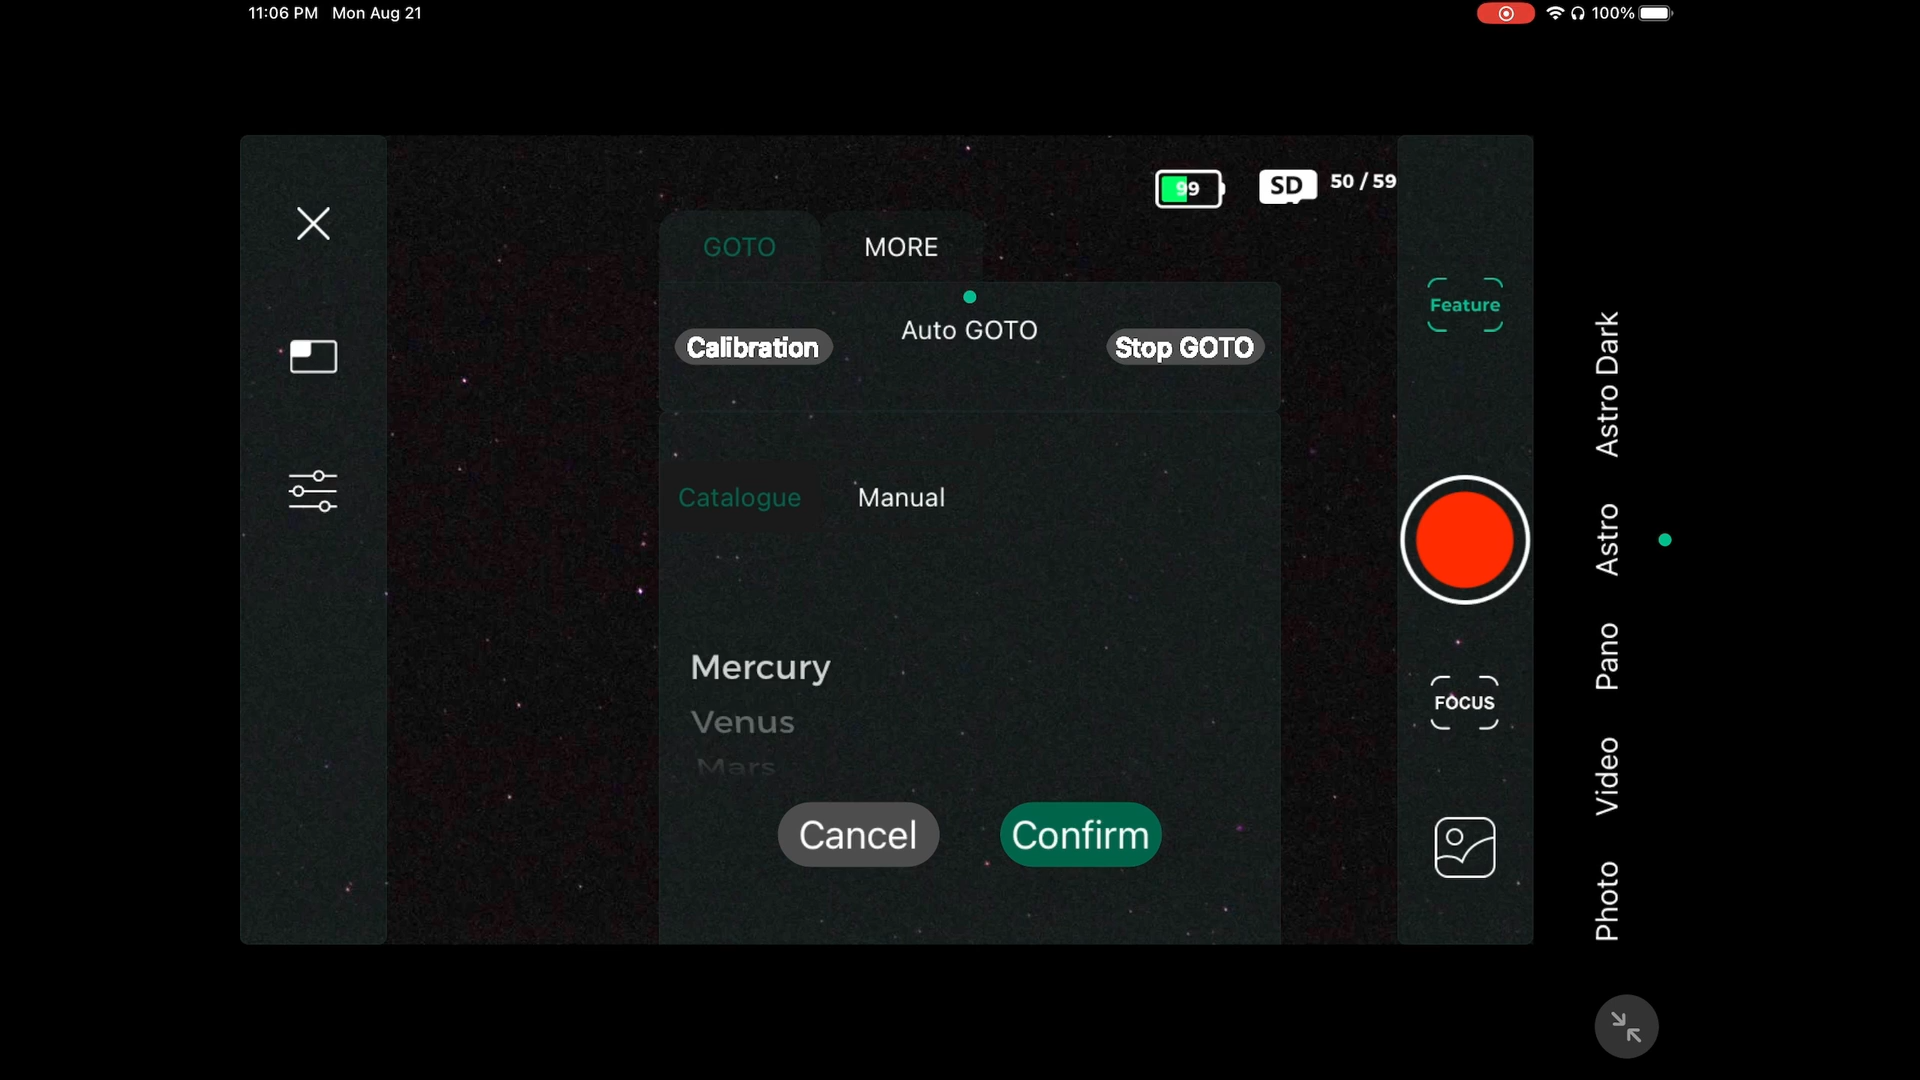 11:06 PM Mon Aug 21
100%
99
SD
50 / 59
GOTO
MORE
Feature
Calibration
Auto GOTO
Stop GOTO
Catalogue
Manual
Mercury
Venus
Mars
Cancel
Confirm
FOCUS
Astro Dark
Astro
Pano
Video
Photo